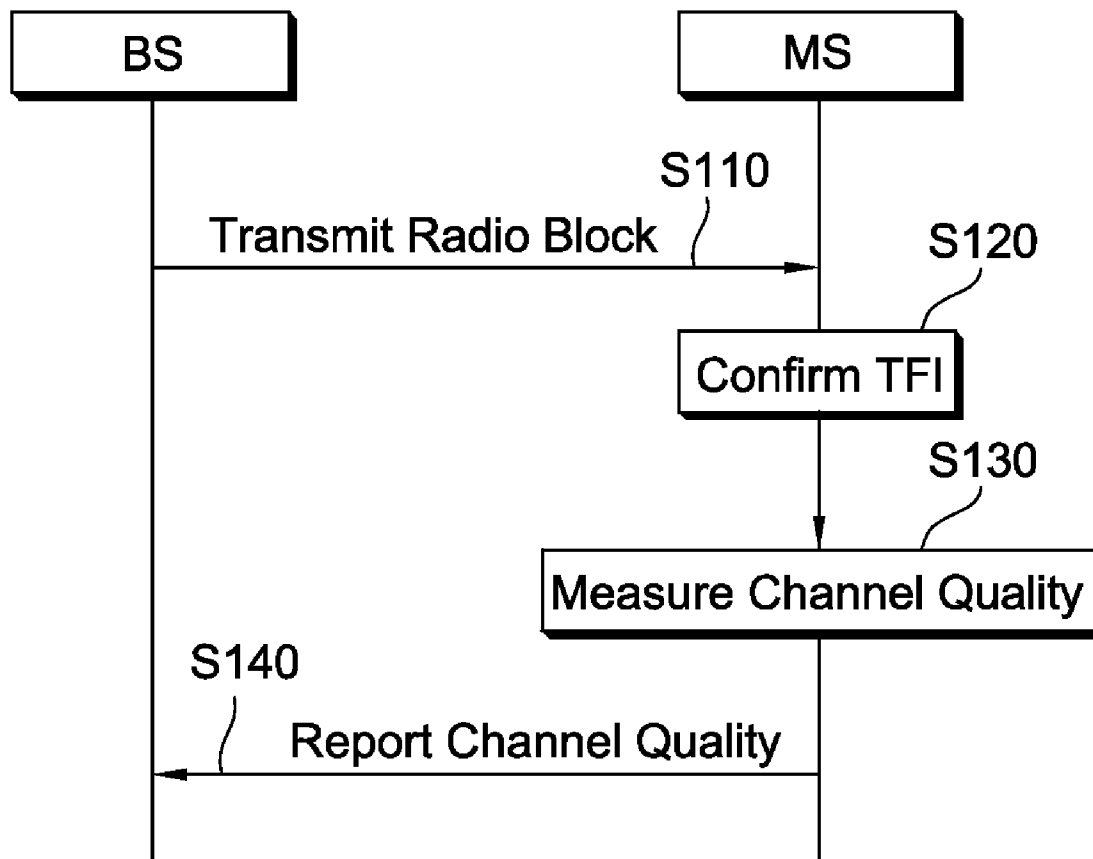 BS
MS
S110
Transmit Radio Block
S120
Confirm TFI
S130
Measure Channel Quality
S140
Report Channel Quality